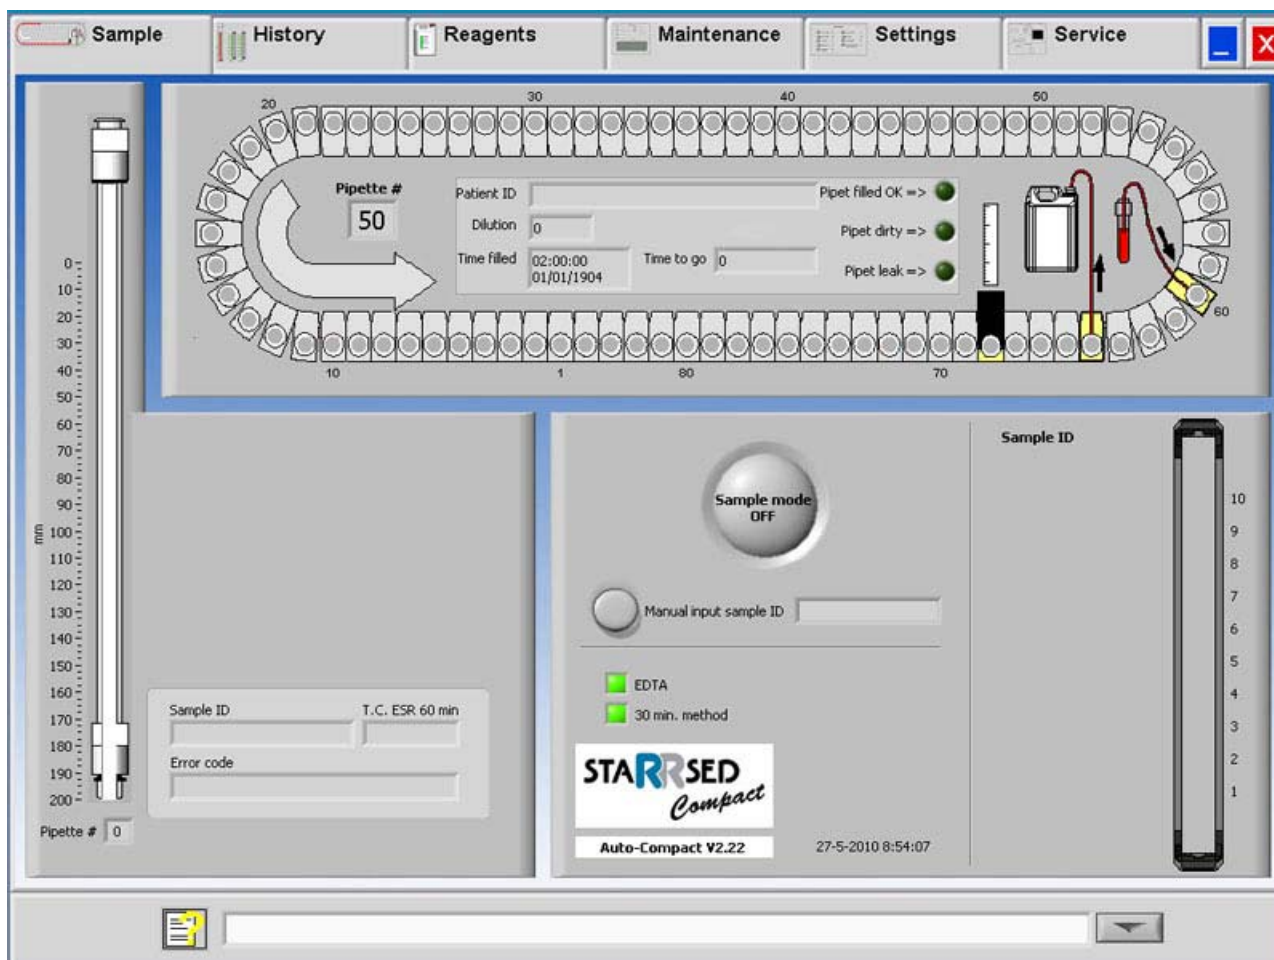 Sample
History
Reagents
Maintenance
Settings
Service
20
30
40
50
Pipette #
50
Patient ID
Pipet filled OK =>
Dilution
0
Pipet dirty =>
Time filled
02:00:00
01/01/1904
Time to go
0
Pipet leak =>
60
10
1
80
70
0
10
20
30
40
50
60
70
80
90
mm
100
110
120
130
140
150
160
170
180
190
200
Pipette #
0
Sample ID
T.C. ESR 60 min
Error code
Sample mode
OFF
Manual input sample ID
EDTA
30 min. method
STARRSED
Compact
Auto-Compact V2.22
27-5-2010 8:54:07
Sample ID
10
9
8
7
6
5
4
3
2
1